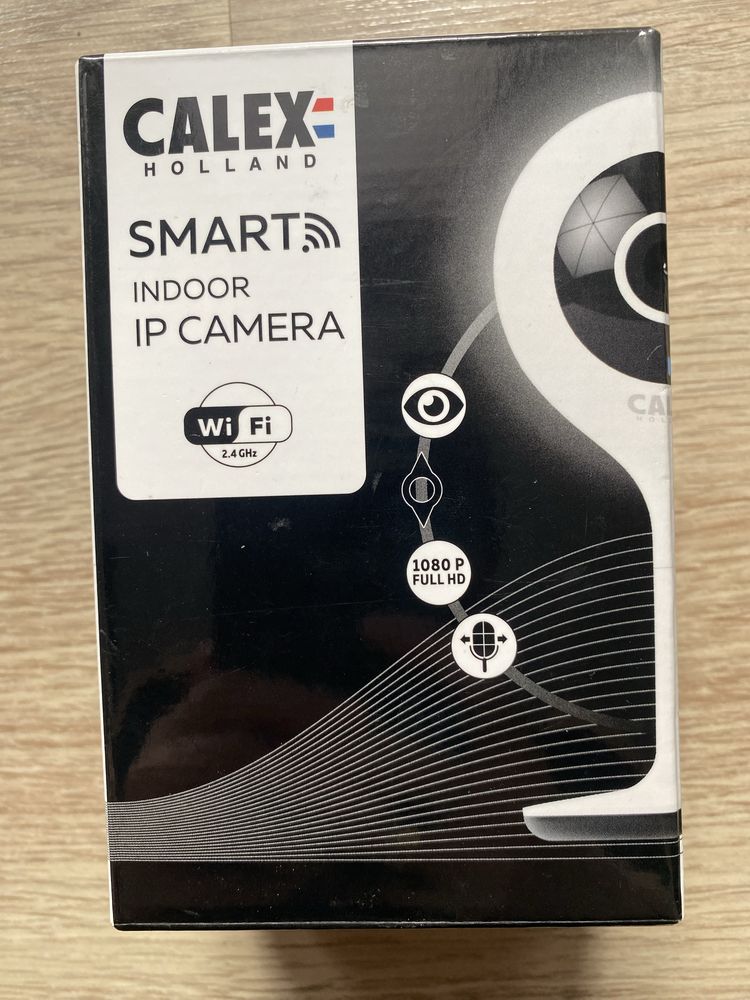 CALEX
HOLLAND
SMART
INDOOR
IP CAMERA
Wi Fi
2.4 GHz
1080 P
FULL HD